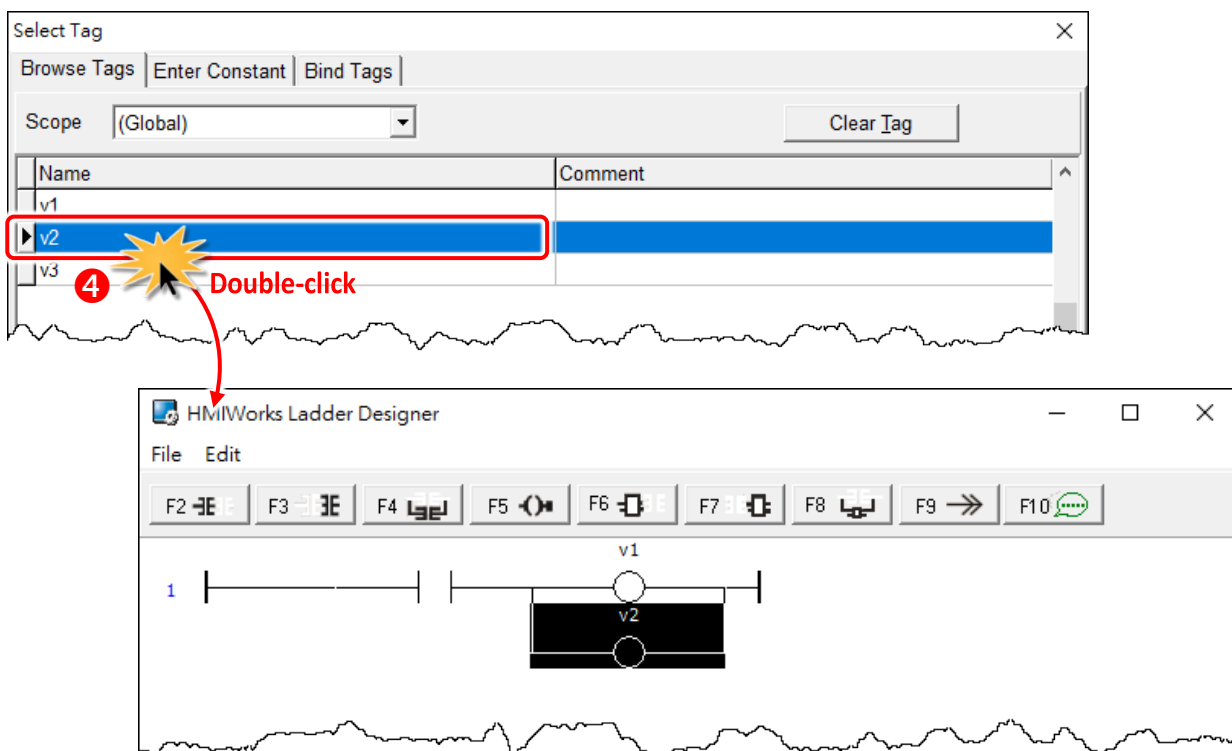 Select Tag
Browse Tags Enter Constant Bind Tags
Scope (Global) Clear Tag
Name Comment
v1
v2
v3
4 Double-click
HMIWorks Ladder Designer
File Edit
F2 F3 F4 F5 F6 F7 F8 F9 F10
v1
1
v2